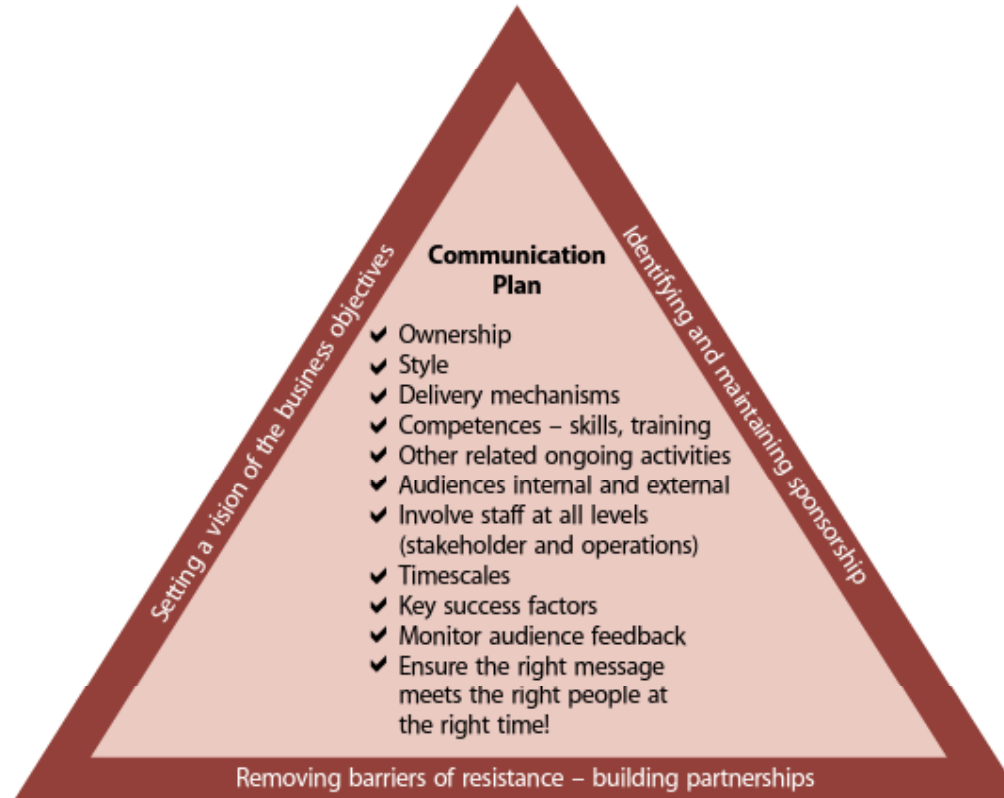 Setting a vision of the business objectives
Identifying and maintaining sponsorship
Communication
Plan
✔ Ownership
✔ Style
✔ Delivery mechanisms
✔ Competences – skills, training
✔ Other related ongoing activities
✔ Audiences internal and external
✔ Involve staff at all levels
(stakeholder and operations)
✔ Timescales
✔ Key success factors
✔ Monitor audience feedback
✔ Ensure the right message
meets the right people at
the right time!
Removing barriers of resistance – building partnerships